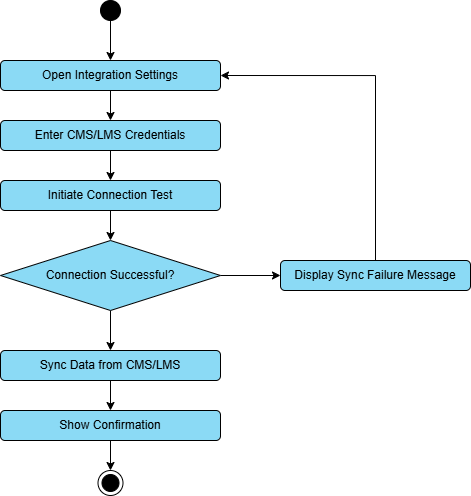 Open Integration Settings
Enter CMS/LMS Credentials
Initiate Connection Test
Connection Successful?
Display Sync Failure Message
Sync Data from CMS/LMS
Show Confirmation